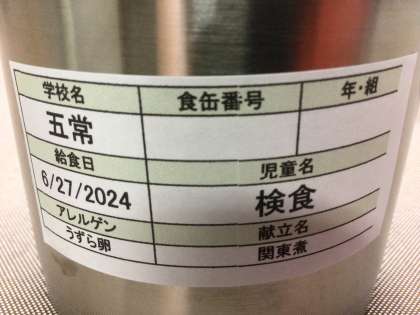 学校名 食缶番号 年・組
五常
給食日 児童名
6/27/2024 検食
アレルゲン 献立名
うずら卵 関東煮